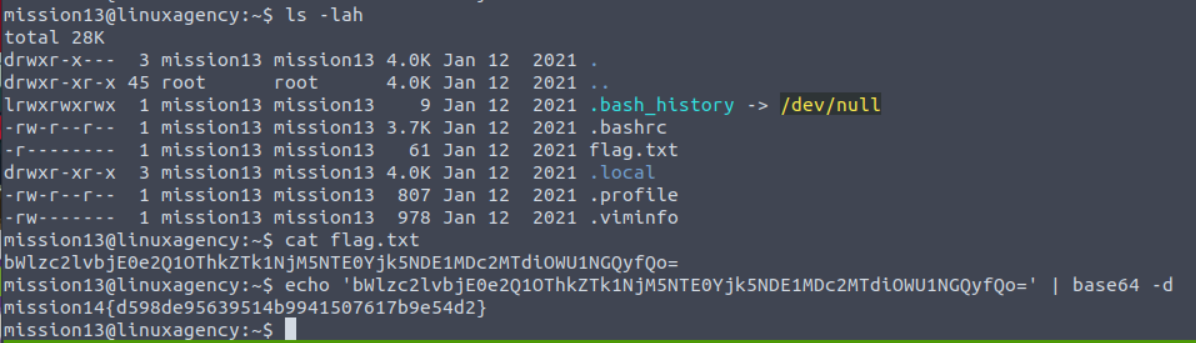 mission13@linuxagency:~$ ls -lah
total 28K
drwxr-x---  3 mission13 mission13 4.0K Jan 12  2021 .
drwxr-xr-x 45 root      root      4.0K Jan 12  2021 ..
lrwxrwxrwx  1 mission13 mission13    9 Jan 12  2021 .bash_history -> /dev/null
-rw-r--r--  1 mission13 mission13 3.7K Jan 12  2021 .bashrc
-r--------  1 mission13 mission13   61 Jan 12  2021 flag.txt
drwxr-xr-x  3 mission13 mission13 4.0K Jan 12  2021 .local
-rw-r--r--  1 mission13 mission13  807 Jan 12  2021 .profile
-rw-------  1 mission13 mission13  978 Jan 12  2021 .viminfo
mission13@linuxagency:~$ cat flag.txt
bWlzc2lvbjE0e2Q1OThkZTk1NjM5NTE0Yjk5NDE1MDc2MTdiOWU1NGQyfQo=
mission13@linuxagency:~$ echo 'bWlzc2lvbjE0e2Q1OThkZTk1NjM5NTE0Yjk5NDE1MDc2MTdiOWU1NGQyfQo=' | base64 -d
mission14{d598de95639514b9941507617b9e54d2}
mission13@linuxagency:~$